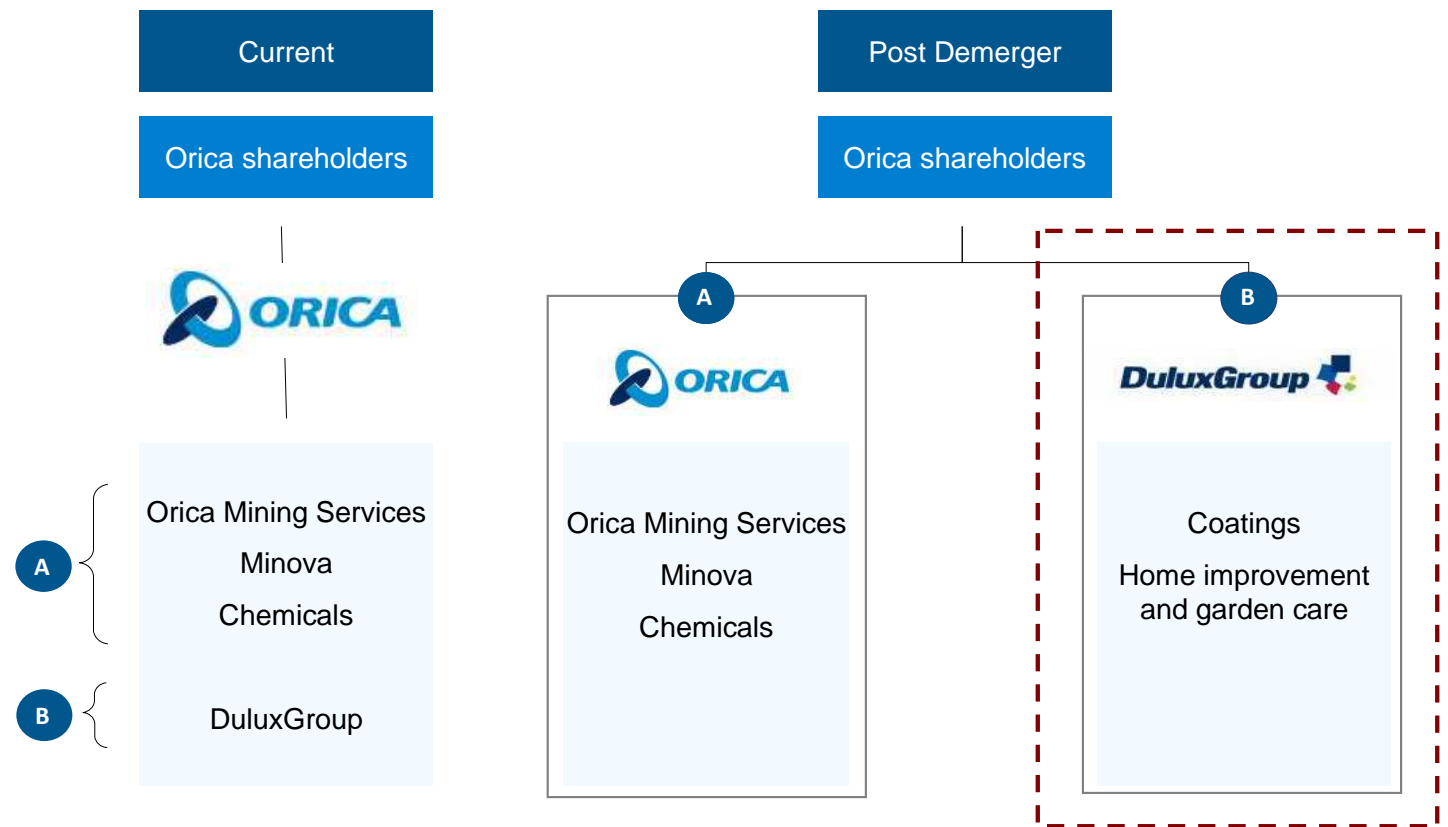 Current
Orica shareholders
ORICA
A
Orica Mining Services
Minova
Chemicals
B
DuluxGroup
Post Demerger
Orica shareholders
A
ORICA
Orica Mining Services
Minova
Chemicals
B
DuluxGroup
Coatings
Home improvement
and garden care